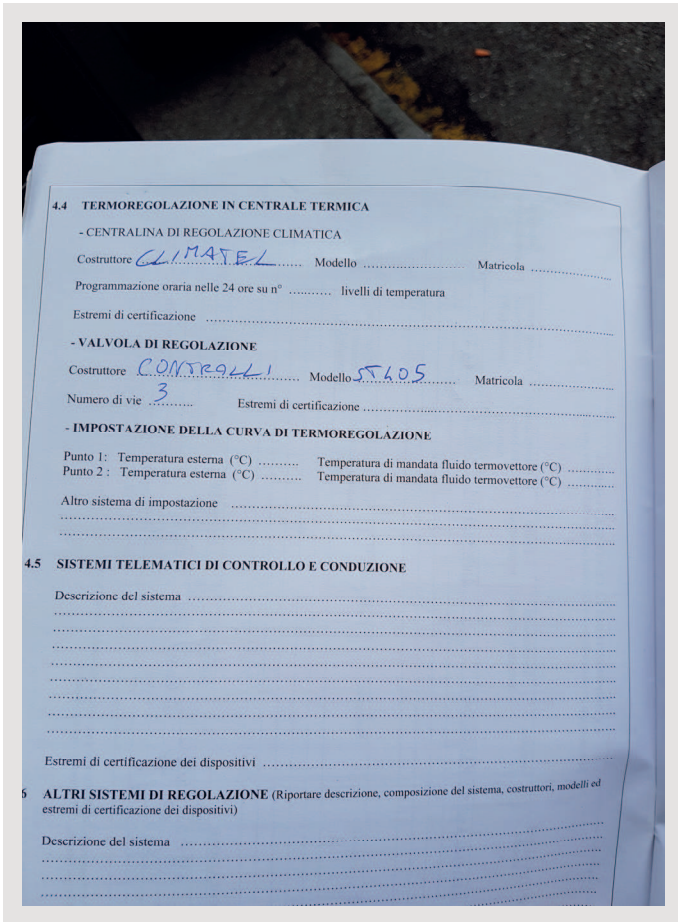 4.4 TERMOREGOLAZIONE IN CENTRALE TERMICA
- CENTRALINA DI REGOLAZIONE CLIMATICA
Costruttore CLIMATEL Modello .......... Matricola ..........
Programmazione oraria nelle 24 ore su n° .......... livelli di temperatura
Estremi di certificazione ..........
- VALVOLA DI REGOLAZIONE
Costruttore CONTROLLI Modello ST405 Matricola ..........
Numero di vie 3 Estremi di certificazione ..........
- IMPOSTAZIONE DELLA CURVA DI TERMOREGOLAZIONE
Punto 1: Temperatura esterna (°C) .......... Temperatura di mandata fluido termovettore (°C) ..........
Punto 2 : Temperatura esterna (°C) .......... Temperatura di mandata fluido termovettore (°C) ..........
Altro sistema di impostazione ..........
4.5 SISTEMI TELEMATICI DI CONTROLLO E CONDUZIONE
Descrizione del sistema ..........
Estremi di certificazione dei dispositivi ..........
6 ALTRI SISTEMI DI REGOLAZIONE (Riportare descrizione, composizione del sistema, costruttori, modelli ed
estremi di certificazione dei dispositivi)
Descrizione del sistema ..........